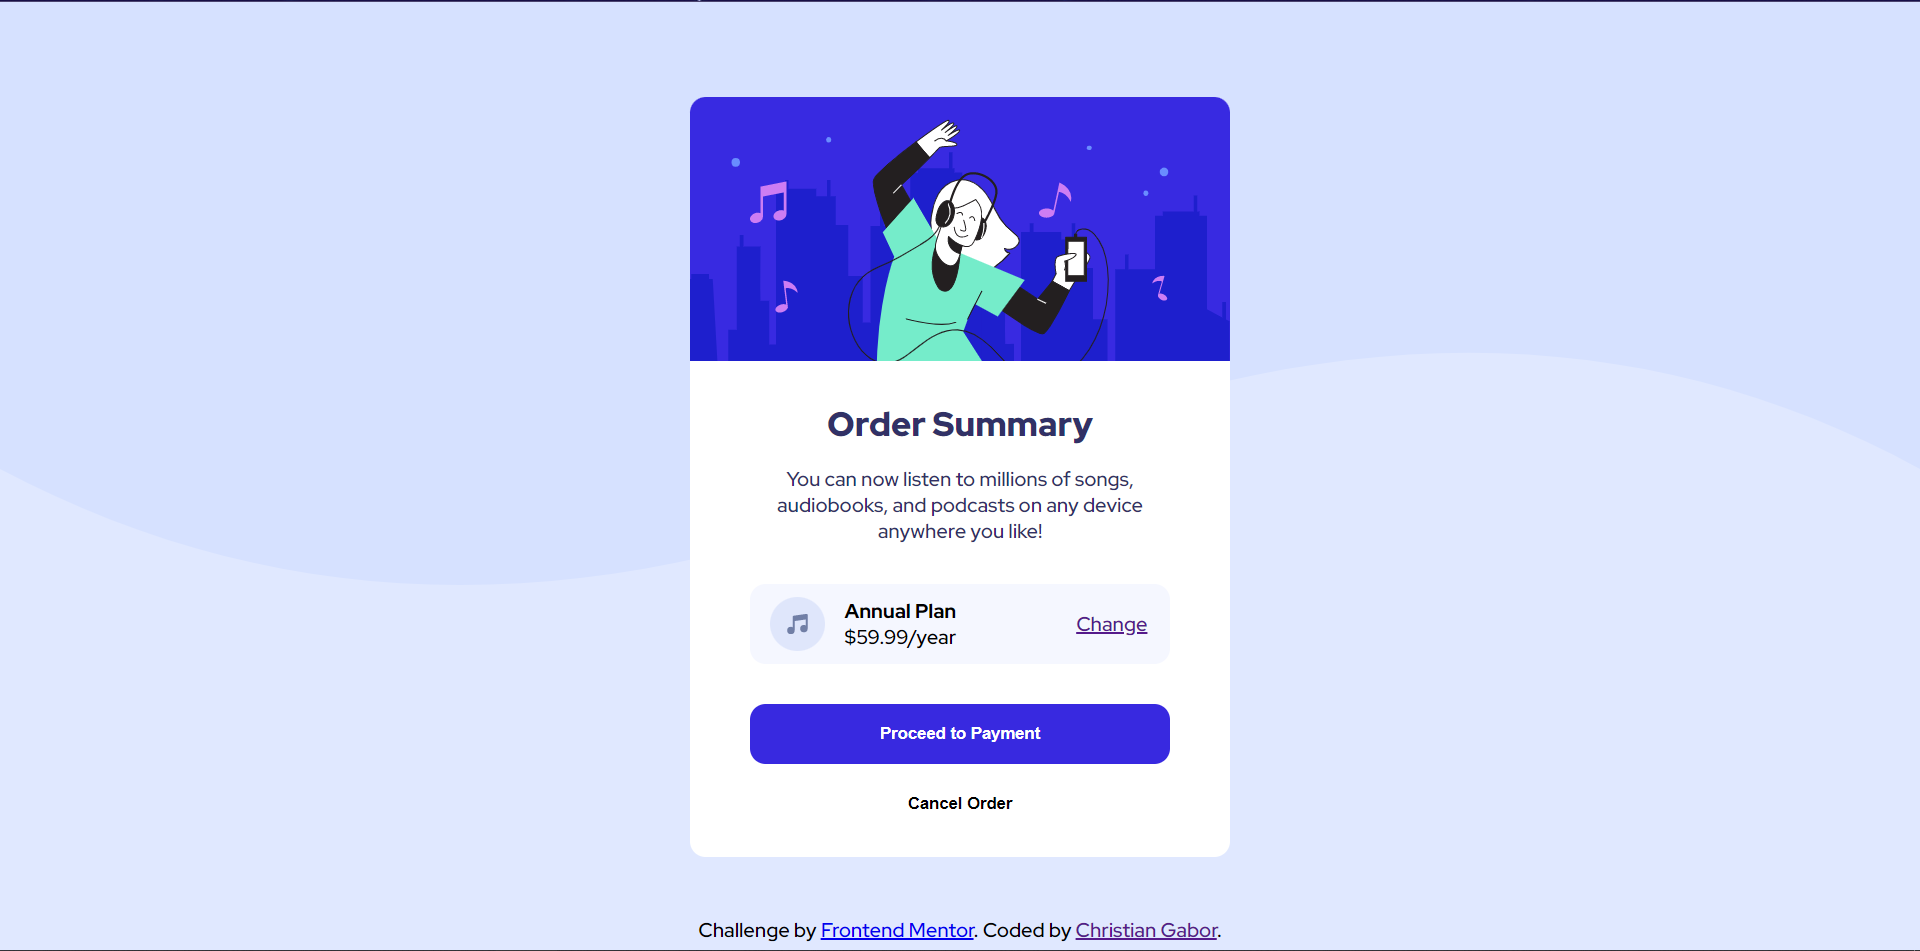 Order Summary
You can now listen to millions of songs,
audiobooks, and podcasts on any device
anywhere you like!
Annual Plan
$59.99/year
Change
Proceed to Payment
Cancel Order
Challenge by Frontend Mentor. Coded by Christian Gabor.